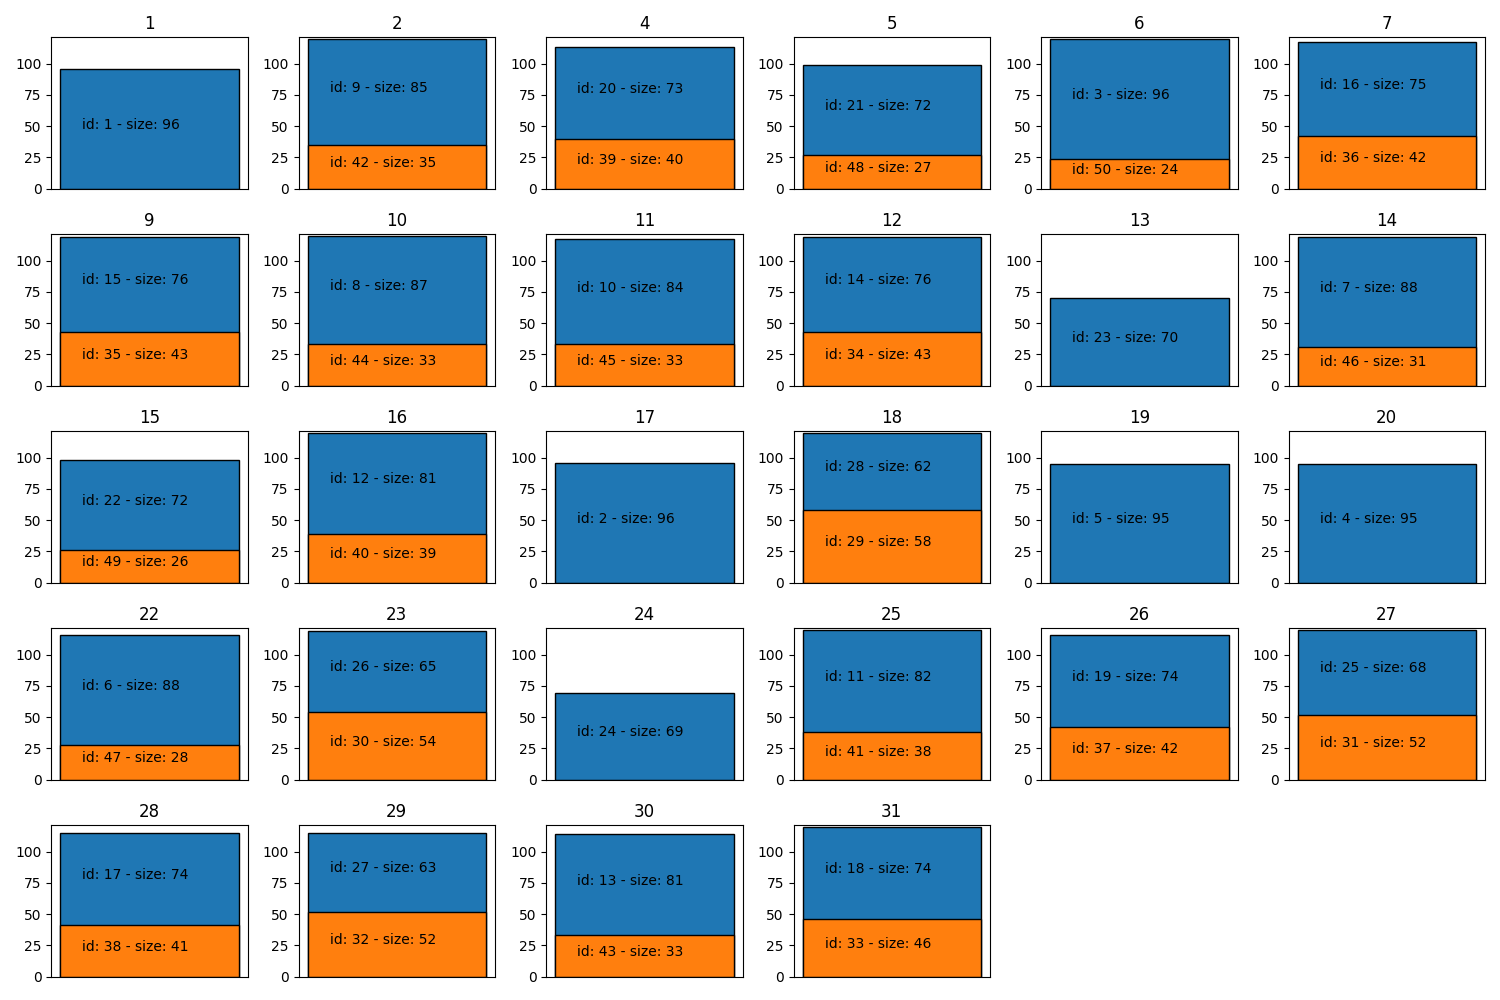 1 2 4 5 6 7
100 100 100 100 100 100
id: 9 - size: 85 id: 20 - size: 73 id: 3 - size: 96 id: 16 - size: 75
75 75 75 75 75 75
id: 1 - size: 96 id: 21 - size: 72
50 50 50 50 50 50
25 25 25 25 25 25
id: 42 - size: 35 id: 39 - size: 40 id: 48 - size: 27 id: 50 - size: 24 id: 36 - size: 42
0 0 0 0 0 0
9 10 11 12 13 14
100 100 100 100 100 100
id: 15 - size: 76 id: 8 - size: 87 id: 10 - size: 84 id: 14 - size: 76 id: 7 - size: 88
75 75 75 75 75 75
50 50 50 50 50 50
id: 23 - size: 70
25 25 25 25 25 25
id: 35 - size: 43 id: 44 - size: 33 id: 45 - size: 33 id: 34 - size: 43 id: 46 - size: 31
0 0 0 0 0 0
15 16 17 18 19 20
100 100 100 100 100 100
id: 12 - size: 81 id: 28 - size: 62
75 75 75 75 75 75
id: 22 - size: 72
50 50 50 50 50 50
id: 2 - size: 96 id: 5 - size: 95 id: 4 - size: 95
25 25 25 25 25 25
id: 49 - size: 26 id: 40 - size: 39 id: 29 - size: 58
0 0 0 0 0 0
22 23 24 25 26 27
100 100 100 100 100 100
id: 26 - size: 65 id: 11 - size: 82 id: 19 - size: 74 id: 25 - size: 68
75 75 75 75 75 75
id: 6 - size: 88
50 50 50 50 50 50
id: 24 - size: 69
25 25 25 25 25 25
id: 47 - size: 28 id: 30 - size: 54 id: 41 - size: 38 id: 37 - size: 42 id: 31 - size: 52
0 0 0 0 0 0
28 29 30 31
100 100 100 100
id: 17 - size: 74 id: 27 - size: 63 id: 13 - size: 81 id: 18 - size: 74
75 75 75 75
50 50 50 50
25 25 25 25
id: 38 - size: 41 id: 32 - size: 52 id: 43 - size: 33 id: 33 - size: 46
0 0 0 0